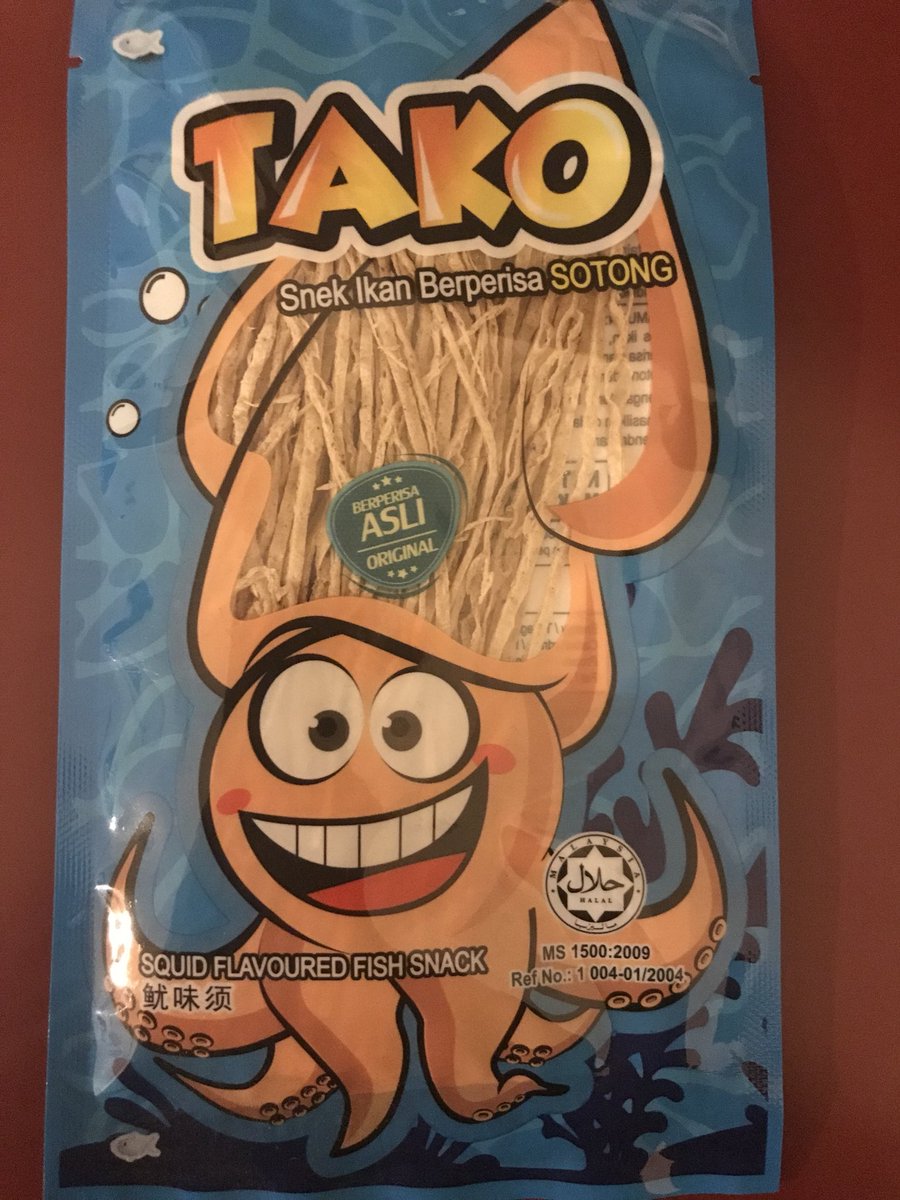 TAKO
Snek Ikan Berperisa SOTONG
BERPERISA
ASLI
ORIGINAL
MALAYSIA
حلال
HALAL
ماليزيا
MS 1500:2009
Ref No.: 1 004-01/2004
SQUID FLAVOURED FISH SNACK
鱿味须